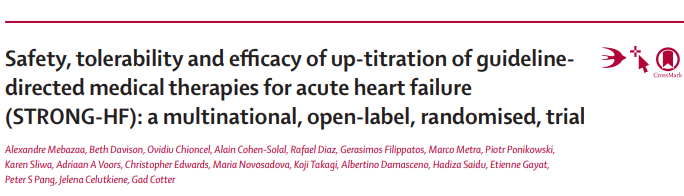 Safety, tolerability and efficacy of up-titration of guideline-
directed medical therapies for acute heart failure
(STRONG-HF): a multinational, open-label, randomised, trial
CrossMark
Alexandre Mebazaa, Beth Davison, Ovidiu Chioncel, Alain Cohen-Solal, Rafael Diaz, Gerasimos Filippatos, Marco Metra, Piotr Ponikowski,
Karen Sliwa, Adriaan A Voors, Christopher Edwards, Maria Novosadova, Koji Takagi, Albertino Damasceno, Hadiza Saidu, Etienne Gayat,
Peter S Pang, Jelena Celutkiene, Gad Cotter